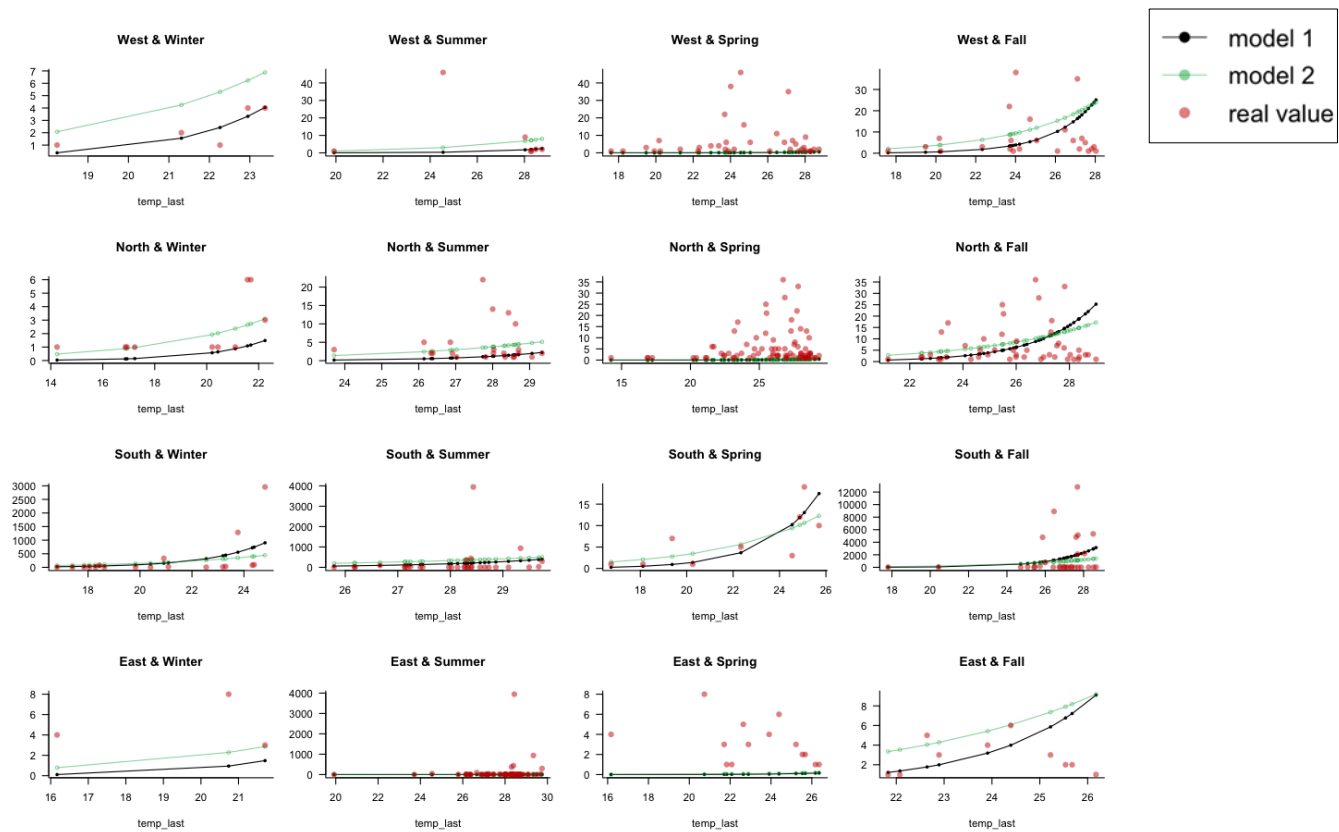 model 1
model 2
real value
West & Winter
West & Summer
West & Spring
West & Fall
7
6
5
4
3
2
1
19 20 21 22 23
temp_last
40
30
20
10
0
20 22 24 26 28
temp_last
40
30
20
10
0
18 20 22 24 26 28
temp_last
30
20
10
0
18 20 22 24 26 28
temp_last
North & Winter
North & Summer
North & Spring
North & Fall
6
5
4
3
2
1
0
14 16 18 20 22
temp_last
20
15
10
5
0
24 25 26 27 28 29
temp_last
35
30
25
20
15
10
5
0
15 20 25
temp_last
35
30
25
20
15
10
5
0
22 24 26 28
temp_last
South & Winter
South & Summer
South & Spring
South & Fall
3000
2500
2000
1500
1000
500
0
18 20 22 24
temp_last
4000
3000
2000
1000
0
26 27 28 29
temp_last
15
10
5
0
18 20 22 24 26
temp_last
12000
10000
8000
6000
4000
2000
0
18 20 22 24 26 28
temp_last
East & Winter
East & Summer
East & Spring
East & Fall
8
6
4
2
0
16 17 18 19 20 21
temp_last
4000
3000
2000
1000
0
20 22 24 26 28 30
temp_last
8
6
4
2
0
16 18 20 22 24 26
temp_last
8
6
4
2
22 23 24 25 26
temp_last